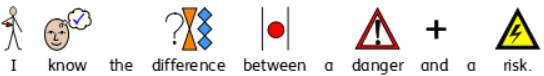 I know the difference between a danger and a risk.